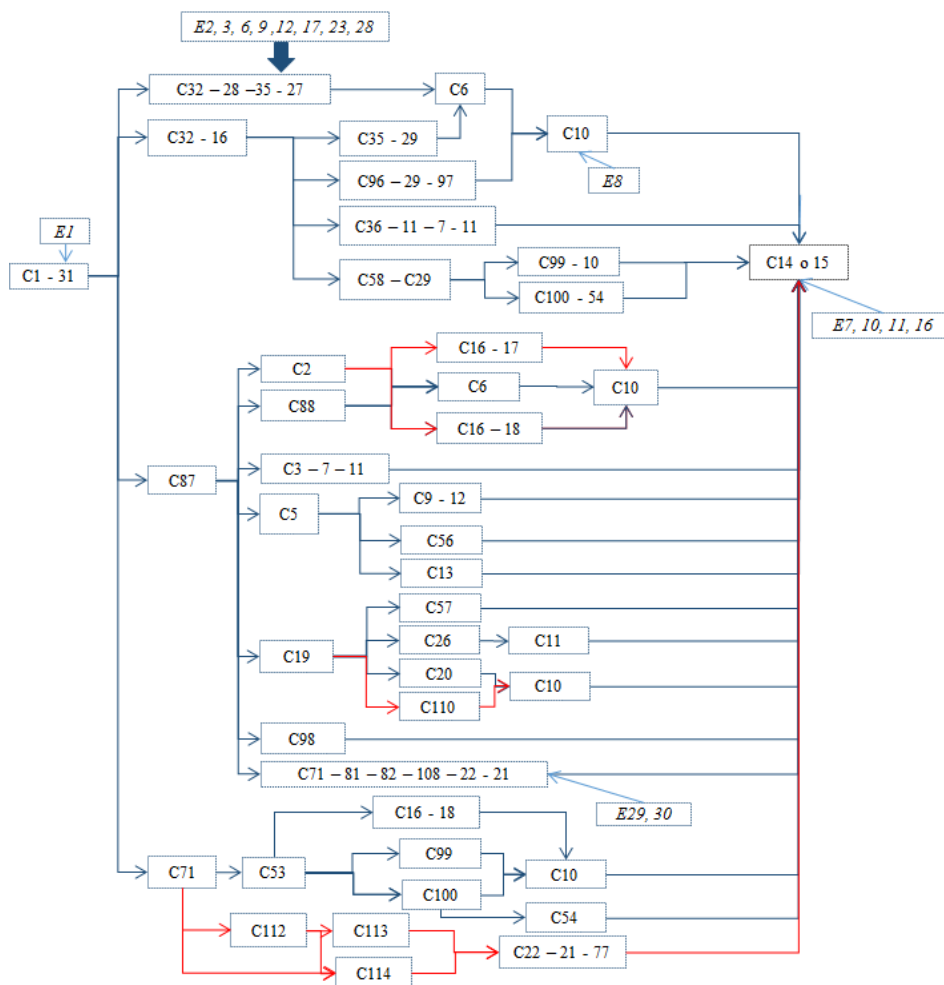 E2, 3, 6, 9 ,12, 17, 23, 28
C32 – 28 –35 - 27
C6
C32 - 16
C35 - 29
C10
C96 – 29 - 97
E8
C36 – 11 – 7 - 11
E1
C1 - 31
C58 – C29
C99 - 10
C14 o 15
C100 - 54
E7, 10, 11, 16
C16 - 17
C2
C6
C10
C88
C16 – 18
C3 – 7 – 11
C87
C9 - 12
C5
C56
C13
C57
C26
C11
C19
C20
C10
C110
C98
C71 – 81 – 82 – 108 – 22 - 21
E29, 30
C16 - 18
C99
C71
C53
C10
C100
C54
C112
C113
C22 – 21 - 77
C114